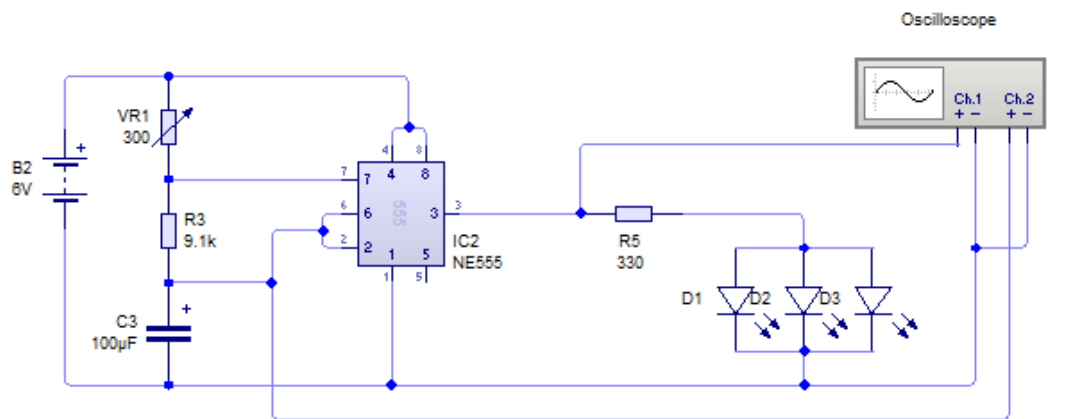 Oscilloscope
Ch.1 Ch.2
+ − + −
VR1
300
B2
6V
+
4 8
4 8
7 7
R3
9.1k
6 6
555
3 3
2 2
1 5
1 5
IC2
NE555
R5
330
D1 D2 D3
C3
100µF
+